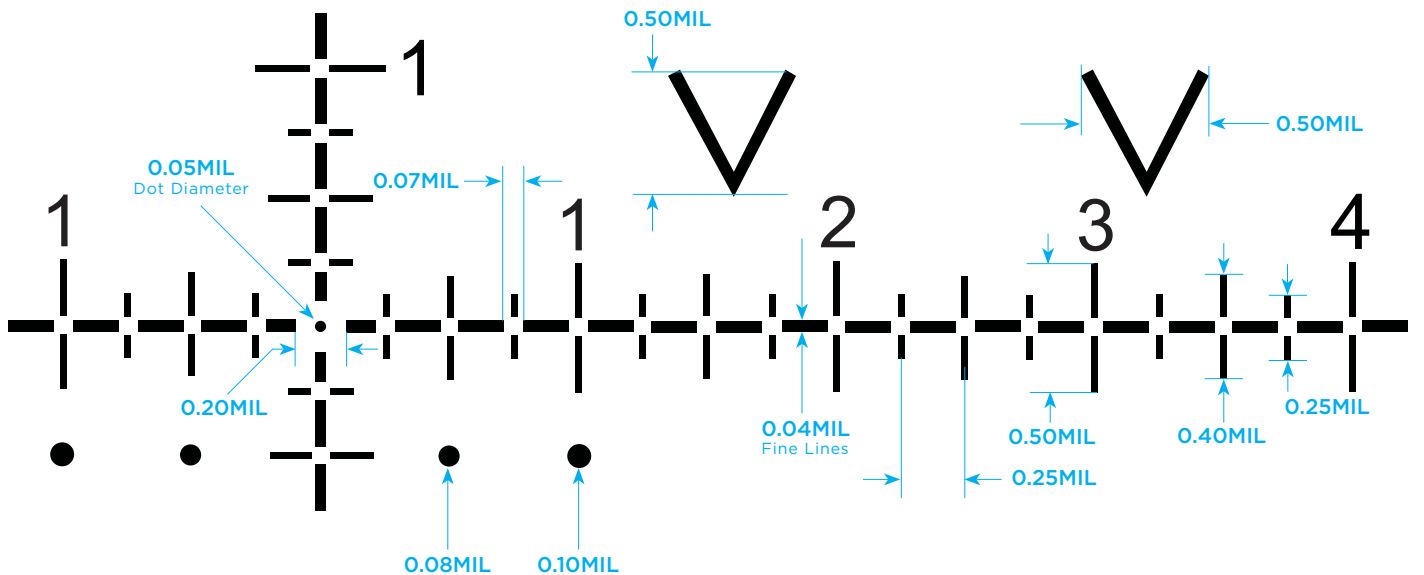 0.50MIL
1
0.50MIL
0.05MIL
Dot Diameter
0.07MIL
1
1
2
3
4
0.20MIL
0.04MIL
Fine Lines
0.50MIL
0.40MIL
0.25MIL
0.25MIL
0.08MIL
0.10MIL